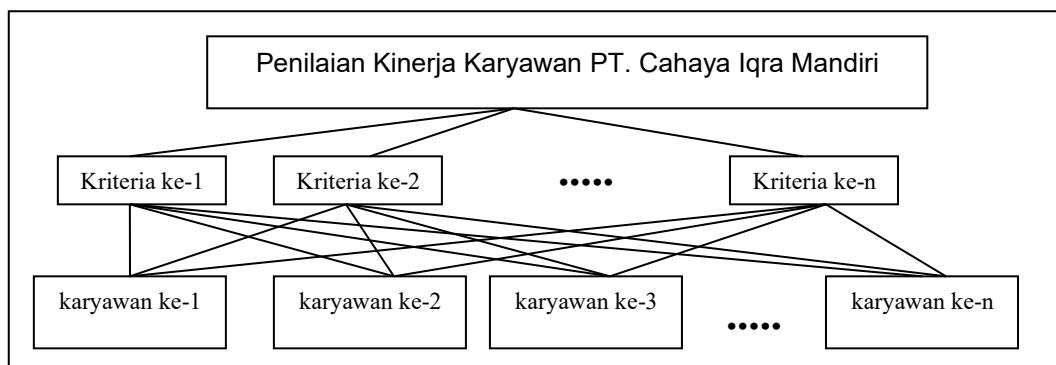 Penilaian Kinerja Karyawan PT. Cahaya Iqra Mandiri
Kriteria ke-1
Kriteria ke-2
•••••
Kriteria ke-n
karyawan ke-1
karyawan ke-2
karyawan ke-3
•••••
karyawan ke-n